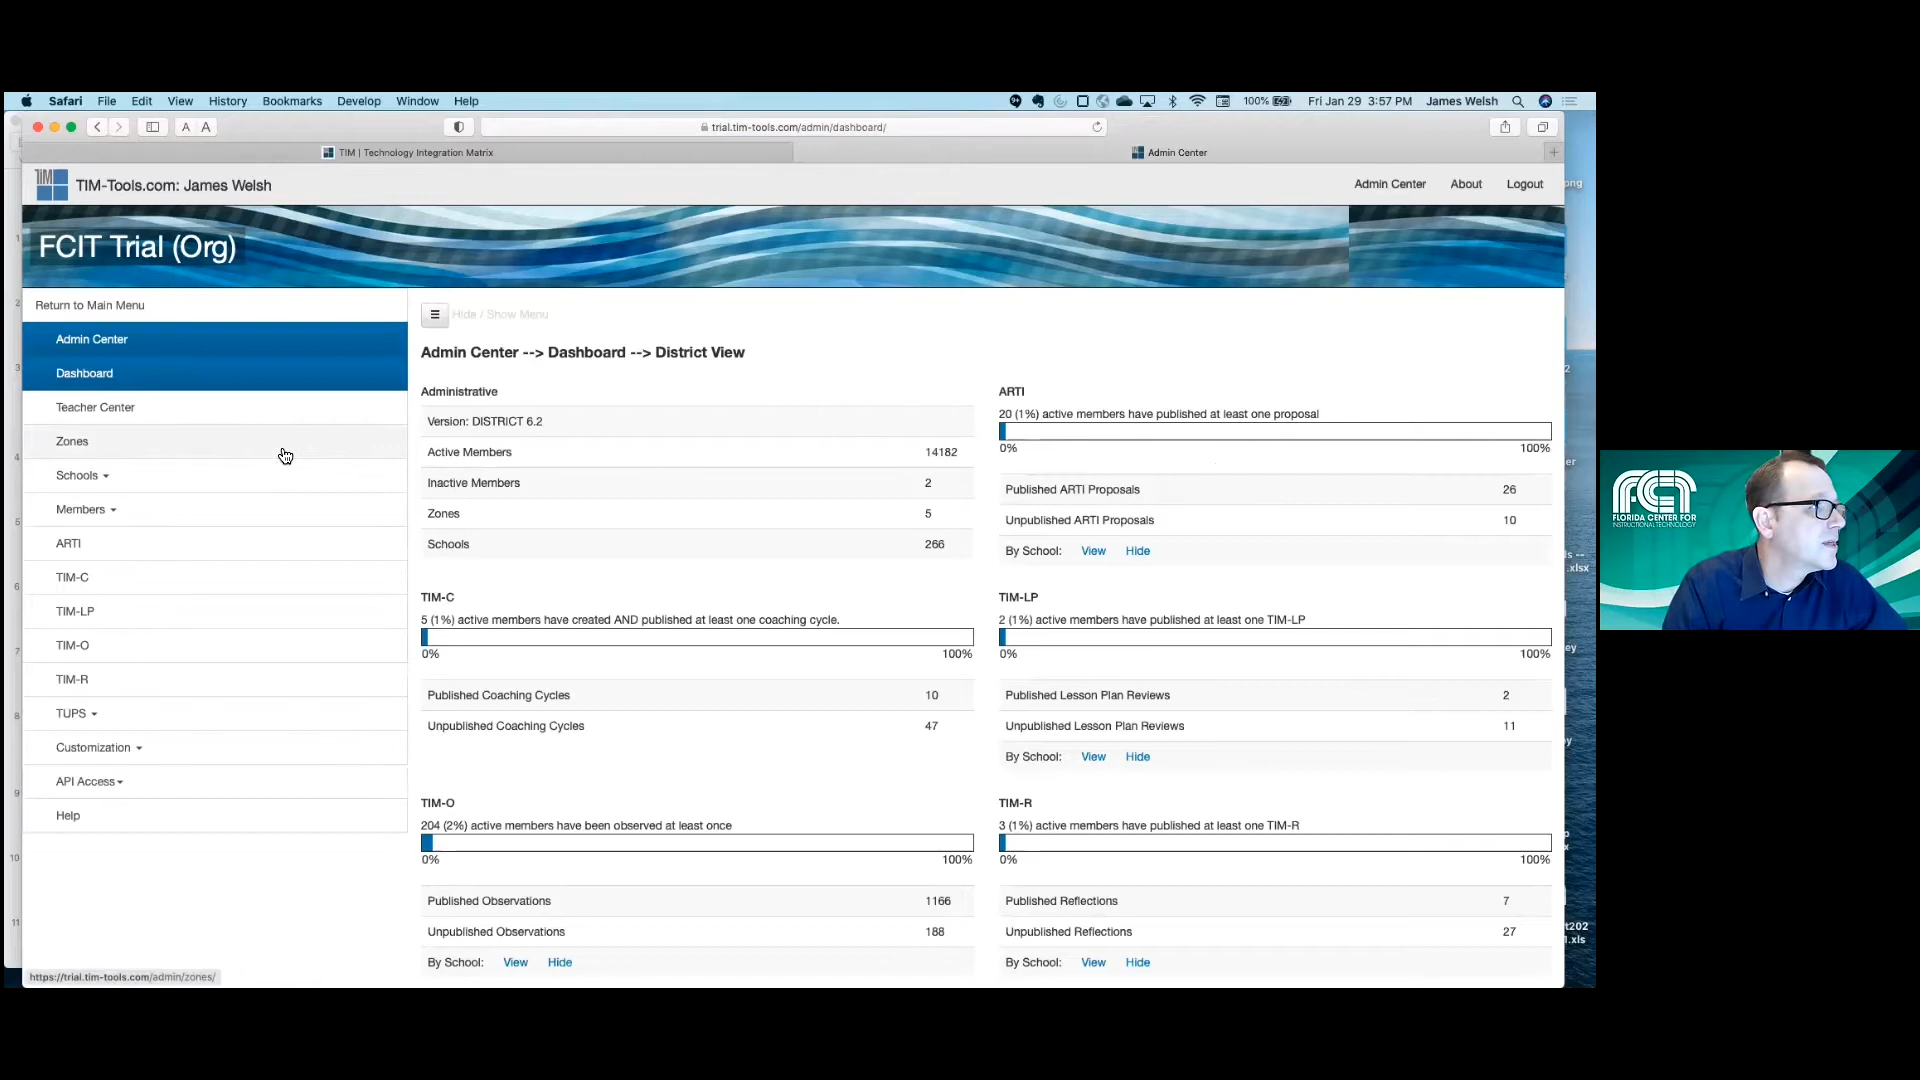 Safari File Edit View History Bookmarks Develop Window Help 100% Fri Jan 29 3:57 PM James Welsh
A A trial.tim-tools.com/admin/dashboard/
TIM | Technology Integration Matrix Admin Center
TIM-Tools.com: James Welsh Admin Center About Logout
FCIT Trial (Org)
Return to Main Menu
Admin Center
Dashboard
Teacher Center
Zones
Schools
Members
ARTI
TIM-C
TIM-LP
TIM-O
TIM-R
TUPS
Customization
API Access
Help
https://trial.tim-tools.com/admin/zones/
Hide / Show Menu
Admin Center --> Dashboard --> District View
Administrative
Version: DISTRICT 6.2
Active Members 14182
Inactive Members 2
Zones 5
Schools 266
ARTI
20 (1%) active members have published at least one proposal
0% 100%
Published ARTI Proposals 26
Unpublished ARTI Proposals 10
By School: View Hide
TIM-C
5 (1%) active members have created AND published at least one coaching cycle.
0% 100%
Published Coaching Cycles 10
Unpublished Coaching Cycles 47
TIM-LP
2 (1%) active members have published at least one TIM-LP
0% 100%
Published Lesson Plan Reviews 2
Unpublished Lesson Plan Reviews 11
By School: View Hide
TIM-O
204 (2%) active members have been observed at least once
0% 100%
Published Observations 1166
Unpublished Observations 188
By School: View Hide
TIM-R
3 (1%) active members have published at least one TIM-R
0% 100%
Published Reflections 7
Unpublished Reflections 27
By School: View Hide
FCIT
FLORIDA CENTER FOR
INSTRUCTIONAL TECHNOLOGY